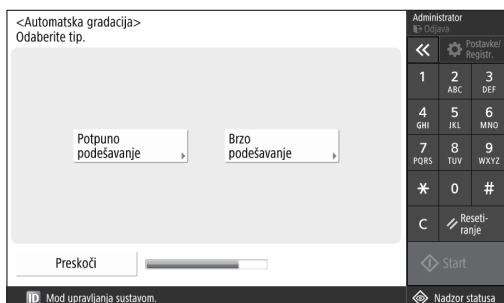 <Automatska gradacija>
Odaberite tip.
Potpuno
podešavanje
Brzo
podešavanje
Preskoči
ID Mod upravljanja sustavom.
Administrator
Odjava
Postavke/
Registr.
1
2
ABC
3
DEF
4
GHI
5
JKL
6
MNO
7
PQRS
8
TUV
9
WXYZ
*
0
#
C
Reseti-
ranje
Start
Nadzor statusa